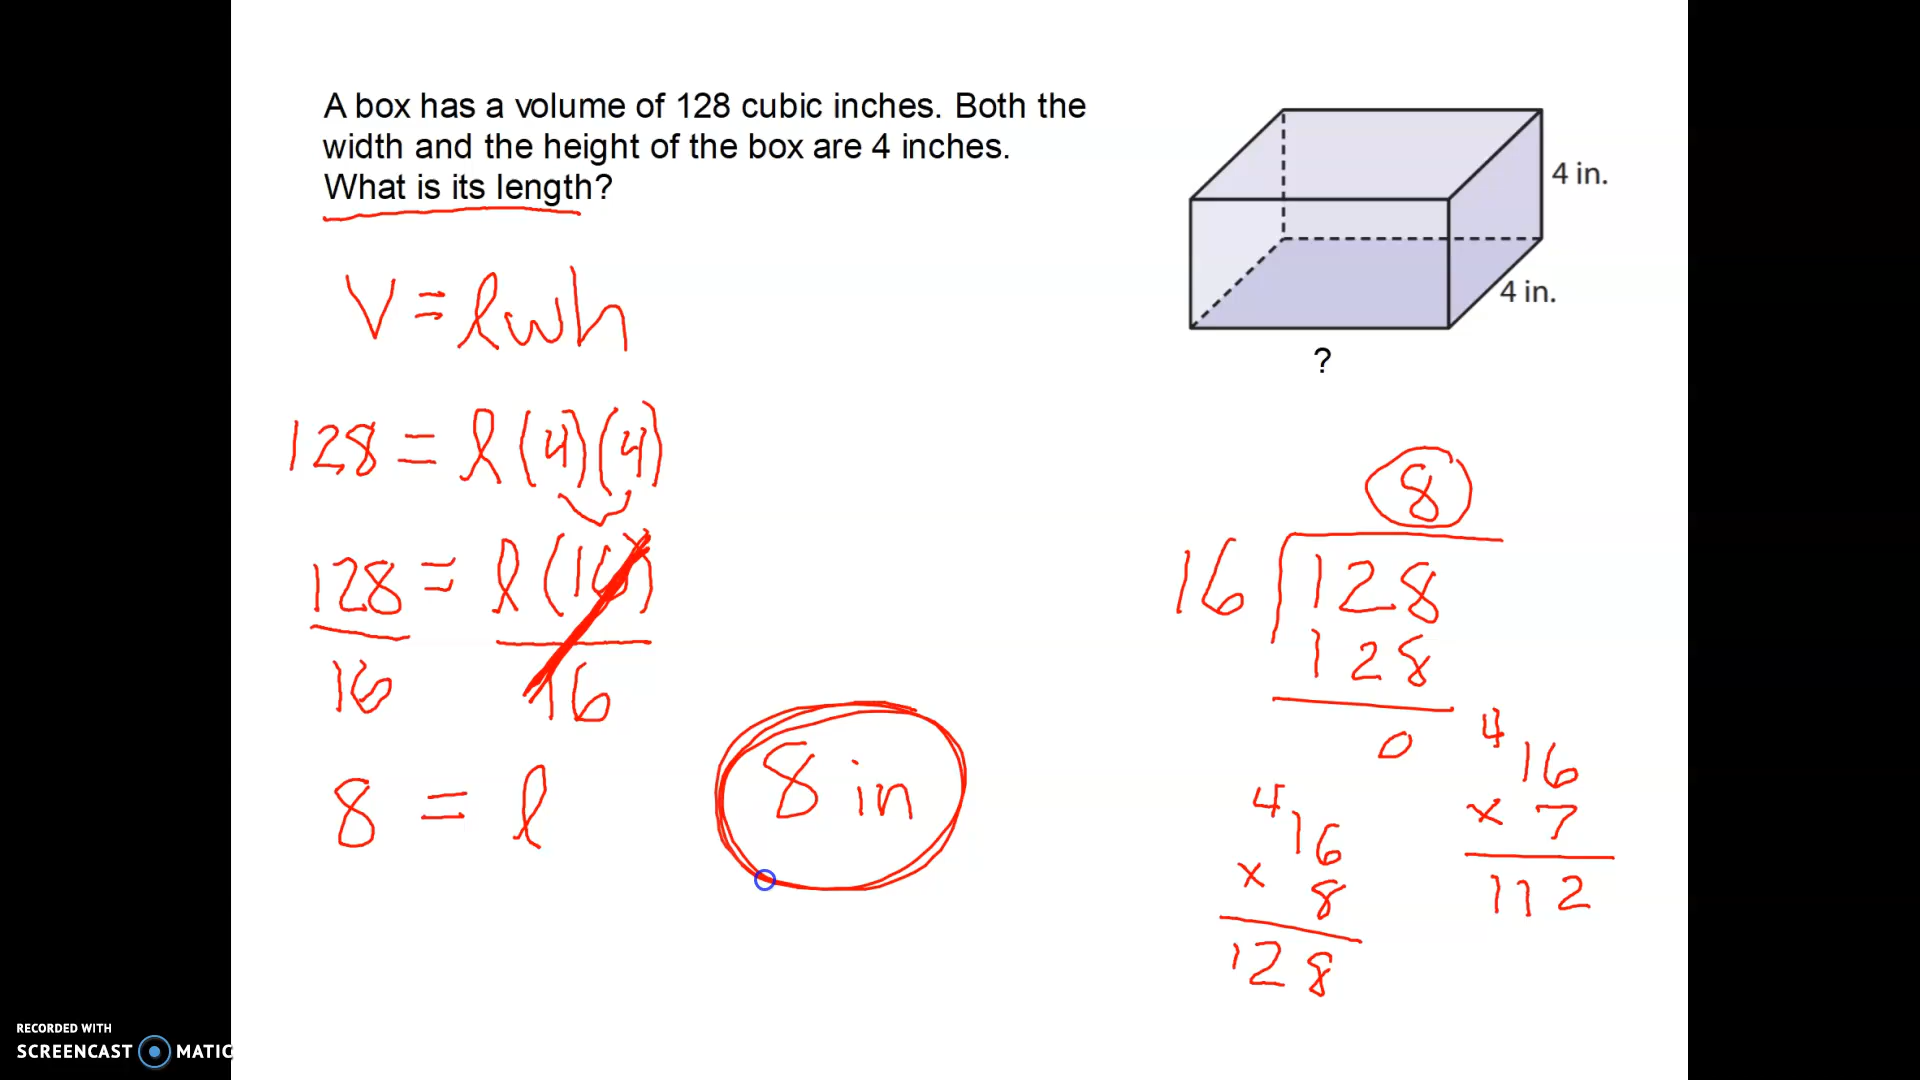 A box has a volume of 128 cubic inches. Both the
width and the height of the box are 4 inches.
What is its length?
4 in.
4 in.
?
V = lwh
128 = l (4)(4)
128 = l (16)
16 16
8 = l
8 in
8
16 128
128
0
4
16
x 7
112
4
16
x 8
128
RECORDED WITH
SCREENCAST MATIC